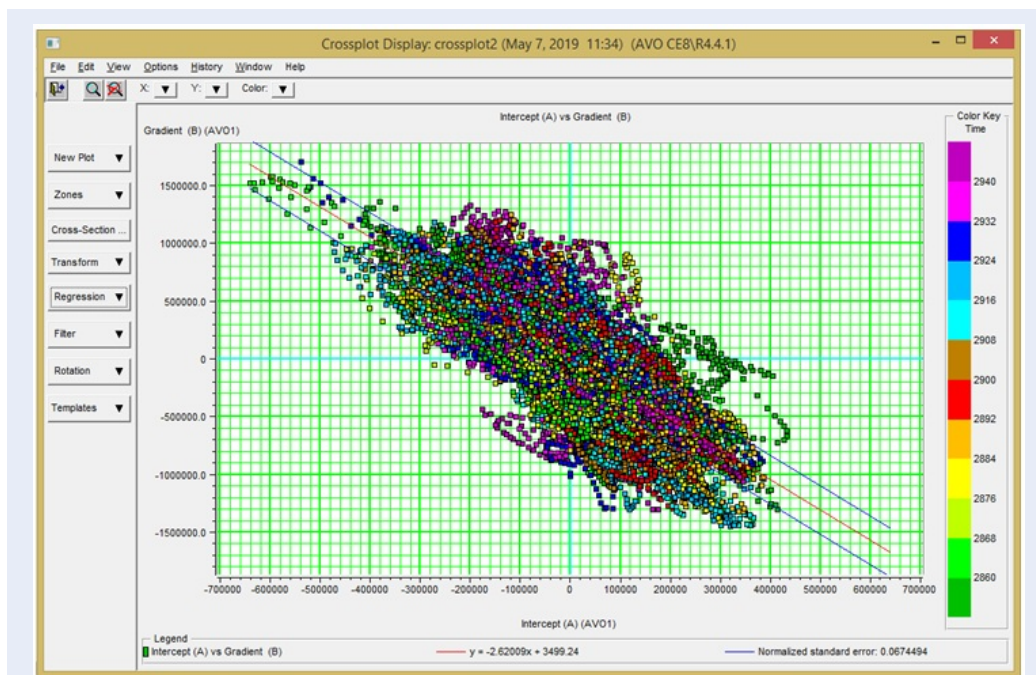 Crossplot Display: crossplot2 (May 7, 2019 11:34) (AVO CE8\R4.4.1)
File Edit View Options History Window Help
X: Y: Color:
New Plot
Zones
Cross-Section ...
Transform
Regression
Filter
Rotation
Templates
Intercept (A) vs Gradient (B)
Gradient (B) (AVO1)
1500000.0
1000000.0
500000.0
0
-500000.0
-1000000.0
-1500000.0
-700000 -600000 -500000 -400000 -300000 -200000 -100000 0 100000 200000 300000 400000 500000 600000 700000
Intercept (A) (AVO1)
Color Key
Time
2940
2932
2924
2916
2908
2900
2892
2884
2876
2868
2860
Legend
Intercept (A) vs Gradient (B) y = -2.62009x + 3499.24 Normalized standard error: 0.0674494